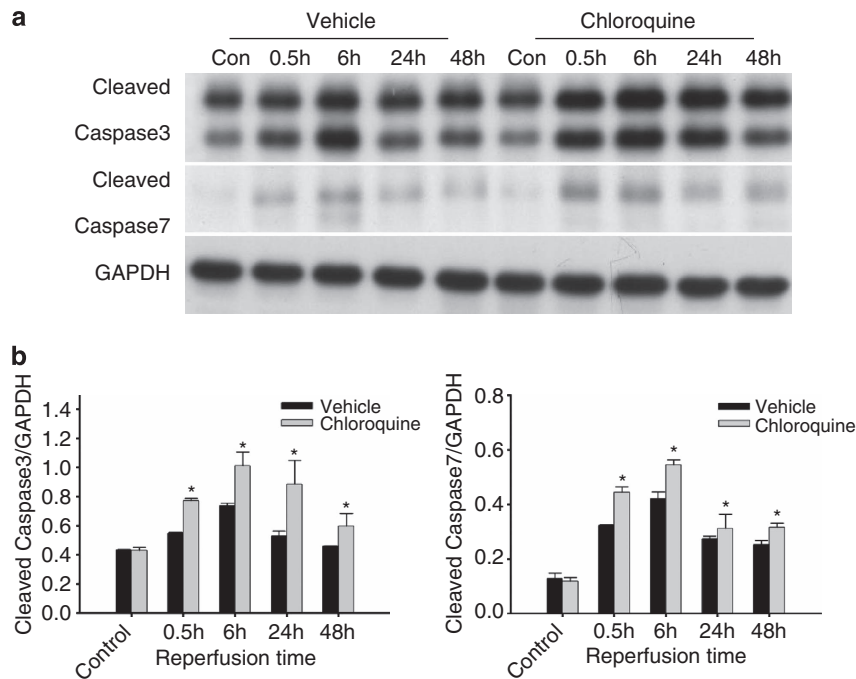 a
Vehicle Chloroquine
Con 0.5h 6h 24h 48h Con 0.5h 6h 24h 48h
Cleaved
Caspase3
Cleaved
Caspase7
GAPDH
b
Cleaved Caspase3/GAPDH
1.4
1.2
1.0
0.8
0.6
0.4
0.2
0.0
Vehicle
Chloroquine
* * * *
Control 0.5h 6h 24h 48h
Reperfusion time
Cleaved Caspase7/GAPDH
0.8
0.6
0.4
0.2
0.0
Vehicle
Chloroquine
* * * *
Control 0.5h 6h 24h 48h
Reperfusion time